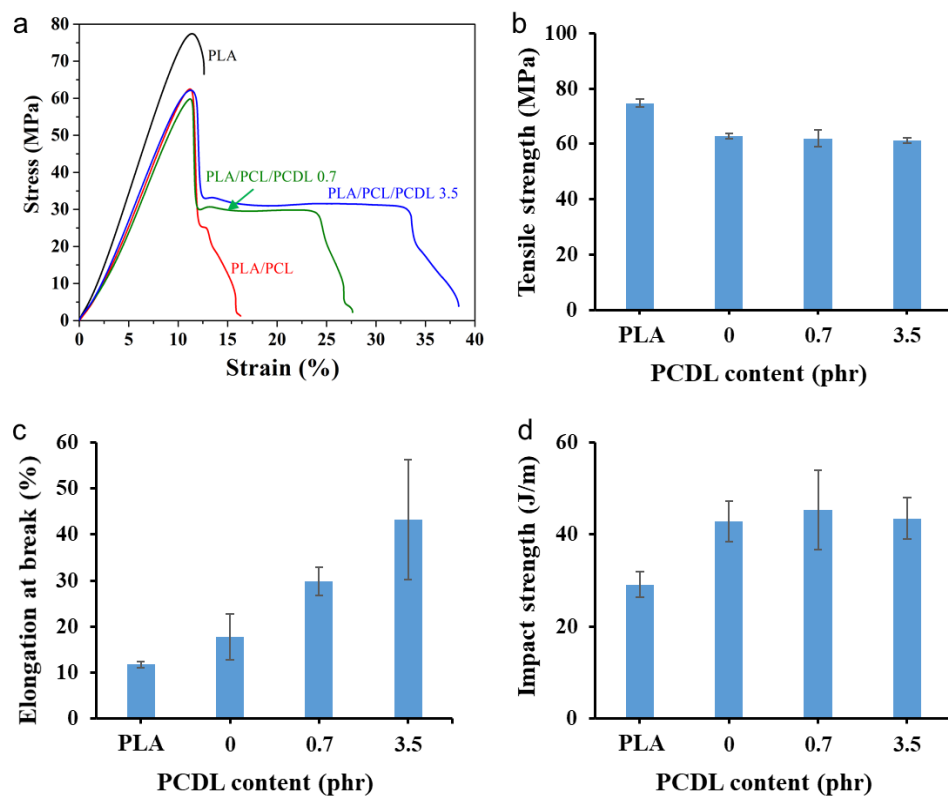 a
80
70
60
50
40
30
20
10
0
Stress (MPa)
PLA
PLA/PCL/PCDL 0.7
PLA/PCL/PCDL 3.5
PLA/PCL
0 5 10 15 20 25 30 35 40
Strain (%)
b
100
80
60
40
20
0
Tensile strength (MPa)
PLA 0 0.7 3.5
PCDL content (phr)
c
60
50
40
30
20
10
0
Elongation at break (%)
PLA 0 0.7 3.5
PCDL content (phr)
d
60
40
20
0
Impact strength (J/m)
PLA 0 0.7 3.5
PCDL content (phr)